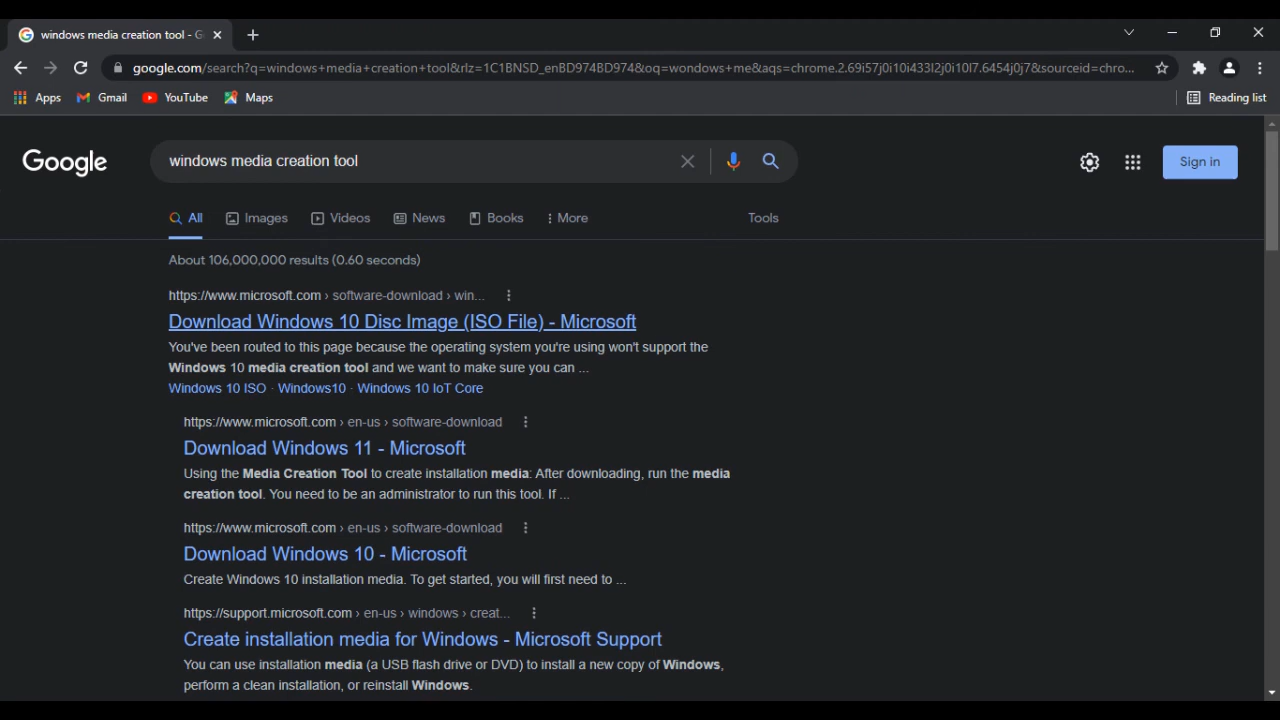 windows media creation tool - G
google.com/search?q=windows+media+creation+tool&rlz=1C1BNSD_enBD974BD974&oq=wondows+me&aqs=chrome.2.69i57j0i10i433l2j0i10l7.6454j0j7&sourceid=chro...
Apps Gmail YouTube Maps Reading list
Google windows media creation tool Sign in
All Images Videos News Books More Tools
About 106,000,000 results (0.60 seconds)
https://www.microsoft.com › software-download › win...
Download Windows 10 Disc Image (ISO File) - Microsoft
You've been routed to this page because the operating system you're using won't support the
Windows 10 media creation tool and we want to make sure you can ...
Windows 10 ISO · Windows10 · Windows 10 IoT Core
https://www.microsoft.com › en-us › software-download
Download Windows 11 - Microsoft
Using the Media Creation Tool to create installation media: After downloading, run the media
creation tool. You need to be an administrator to run this tool. If ...
https://www.microsoft.com › en-us › software-download
Download Windows 10 - Microsoft
Create Windows 10 installation media. To get started, you will first need to ...
https://support.microsoft.com › en-us › windows › creat...
Create installation media for Windows - Microsoft Support
You can use installation media (a USB flash drive or DVD) to install a new copy of Windows,
perform a clean installation, or reinstall Windows.